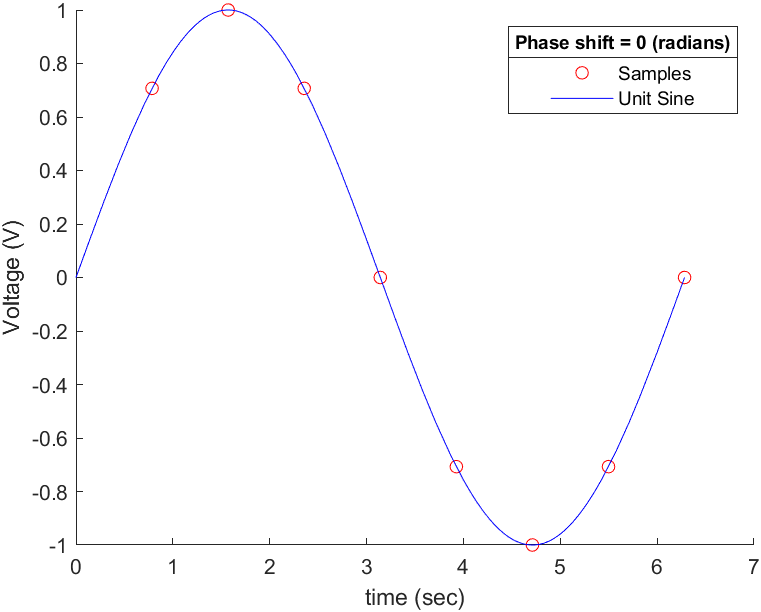 Phase shift = 0 (radians)
Samples
Unit Sine
1
0.8
0.6
0.4
0.2
0
-0.2
-0.4
-0.6
-0.8
-1
Voltage (V)
0 1 2 3 4 5 6 7
time (sec)